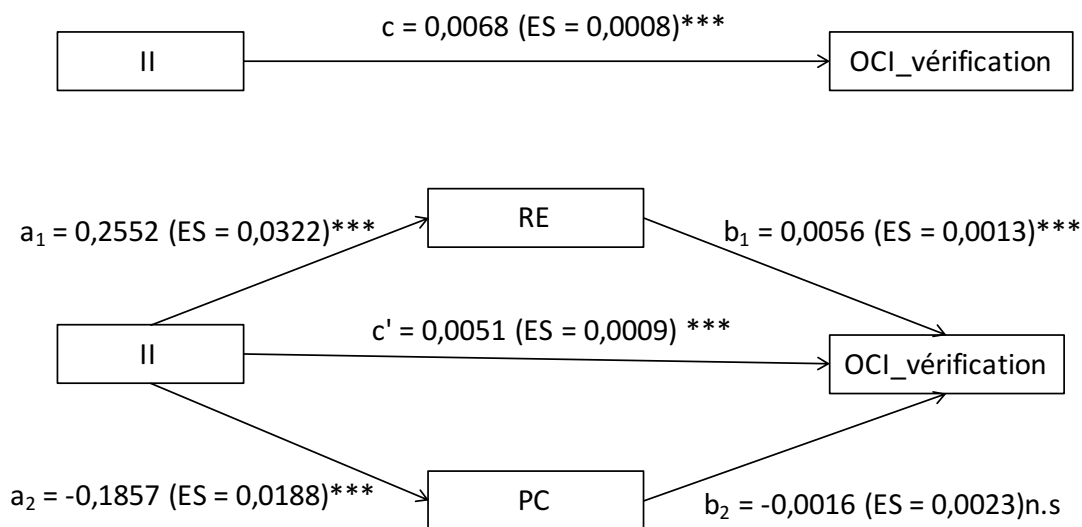 c = 0,0068 (ES = 0,0008)***
II
OCI_vérification
RE
a₁ = 0,2552 (ES = 0,0322)***
b₁ = 0,0056 (ES = 0,0013)***
c' = 0,0051 (ES = 0,0009) ***
II
OCI_vérification
a₂ = -0,1857 (ES = 0,0188)***
PC
b₂ = -0,0016 (ES = 0,0023)n.s